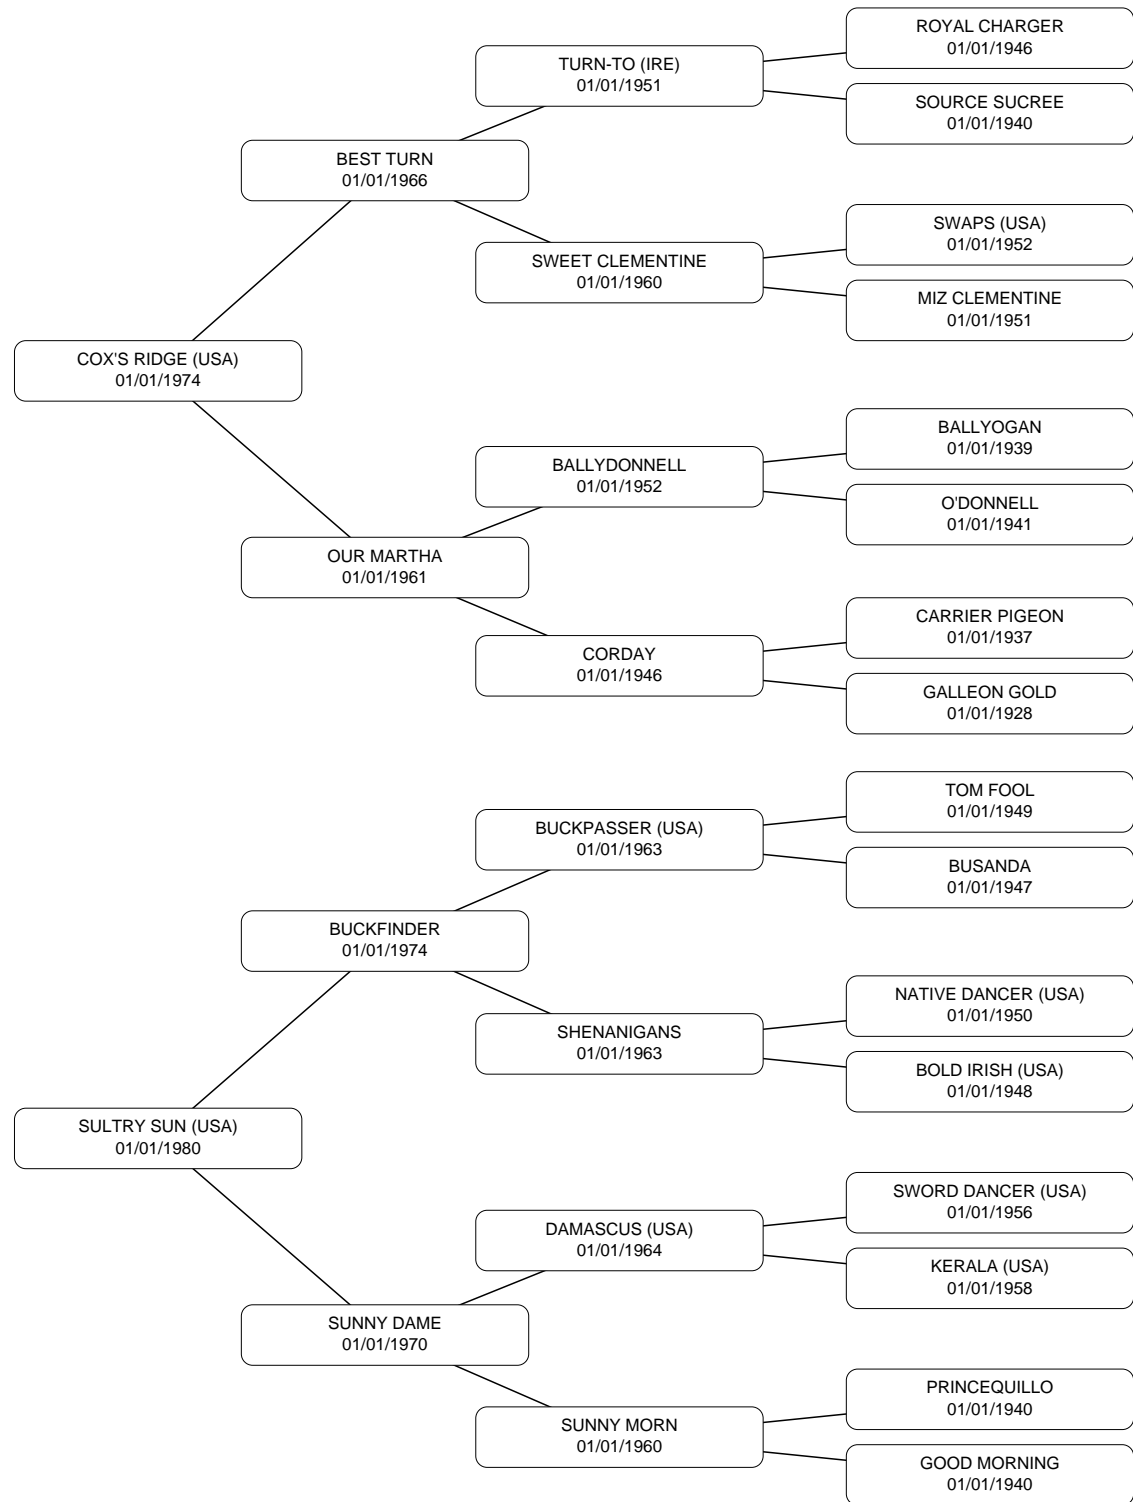 ROYAL CHARGER
01/01/1946
TURN-TO (IRE)
01/01/1951
SOURCE SUCREE
01/01/1940
BEST TURN
01/01/1966
SWAPS (USA)
01/01/1952
SWEET CLEMENTINE
01/01/1960
MIZ CLEMENTINE
01/01/1951
COX'S RIDGE (USA)
01/01/1974
BALLYOGAN
01/01/1939
BALLYDONNELL
01/01/1952
O'DONNELL
01/01/1941
OUR MARTHA
01/01/1961
CARRIER PIGEON
01/01/1937
CORDAY
01/01/1946
GALLEON GOLD
01/01/1928
TOM FOOL
01/01/1949
BUCKPASSER (USA)
01/01/1963
BUSANDA
01/01/1947
BUCKFINDER
01/01/1974
NATIVE DANCER (USA)
01/01/1950
SHENANIGANS
01/01/1963
BOLD IRISH (USA)
01/01/1948
SULTRY SUN (USA)
01/01/1980
SWORD DANCER (USA)
01/01/1956
DAMASCUS (USA)
01/01/1964
KERALA (USA)
01/01/1958
SUNNY DAME
01/01/1970
PRINCEQUILLO
01/01/1940
SUNNY MORN
01/01/1960
GOOD MORNING
01/01/1940